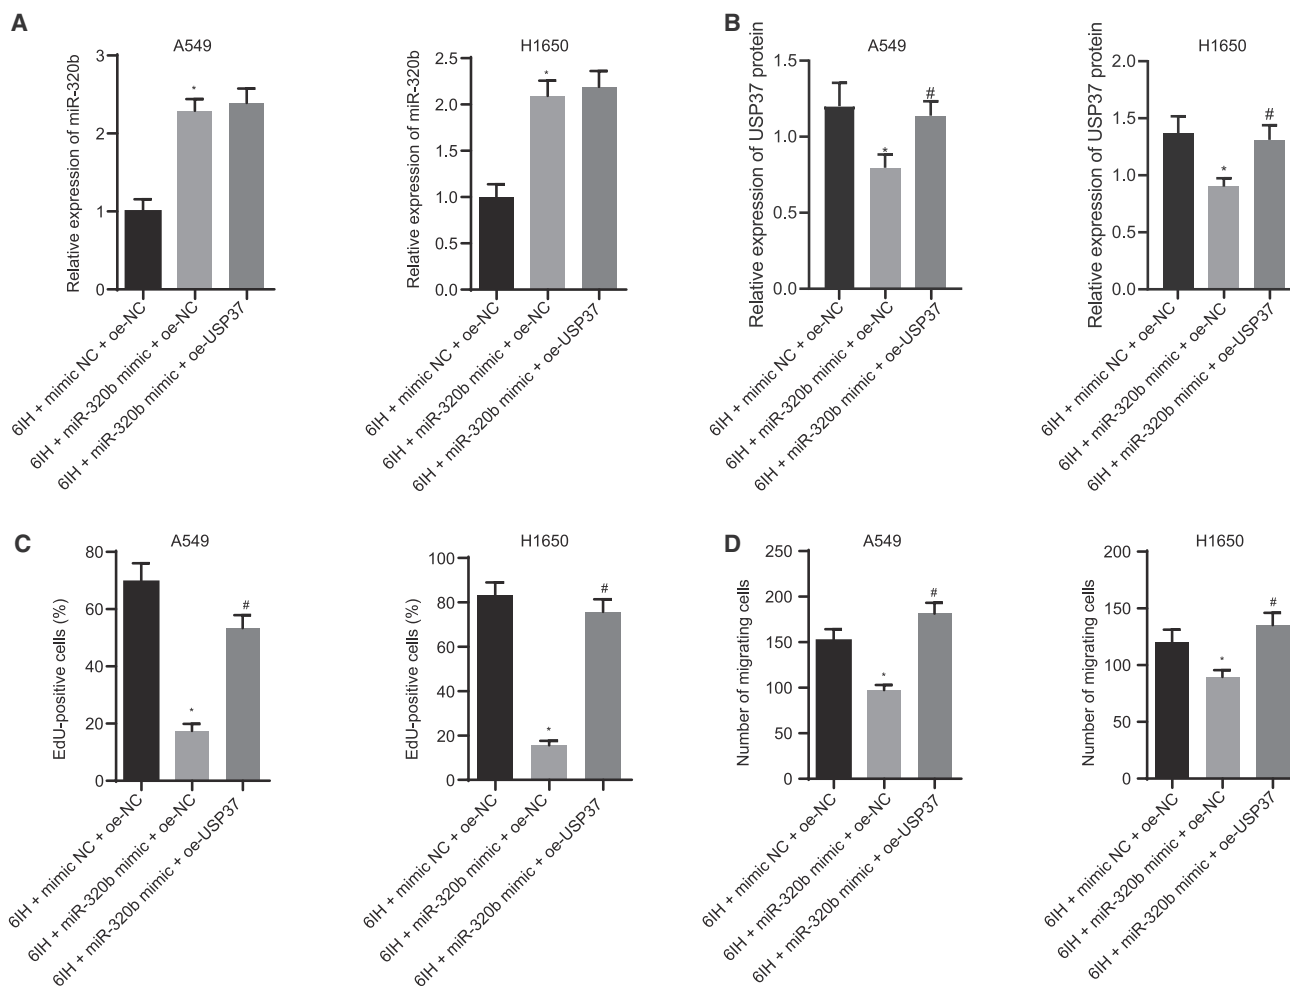 A
A549
Relative expression of miR-320b
3
2
1
0
*
6IH + mimic NC + oe-NC
6IH + miR-320b mimic + oe-NC
6IH + miR-320b mimic + oe-USP37
H1650
Relative expression of miR-320b
2.5
2.0
1.5
1.0
0.5
0.0
*
6IH + mimic NC + oe-NC
6IH + miR-320b mimic + oe-NC
6IH + miR-320b mimic + oe-USP37
B
A549
Relative expression of USP37 protein
1.5
1.0
0.5
0.0
*
#
6IH + mimic NC + oe-NC
6IH + miR-320b mimic + oe-NC
6IH + miR-320b mimic + oe-USP37
H1650
Relative expression of USP37 protein
2.0
1.5
1.0
0.5
0.0
*
#
6IH + mimic NC + oe-NC
6IH + miR-320b mimic + oe-NC
6IH + miR-320b mimic + oe-USP37
C
A549
EdU-positive cells (%)
80
60
40
20
0
*
#
6IH + mimic NC + oe-NC
6IH + miR-320b mimic + oe-NC
6IH + miR-320b mimic + oe-USP37
H1650
EdU-positive cells (%)
100
80
60
40
20
0
*
#
6IH + mimic NC + oe-NC
6IH + miR-320b mimic + oe-NC
6IH + miR-320b mimic + oe-USP37
D
A549
Number of migrating cells
250
200
150
100
50
0
*
#
6IH + mimic NC + oe-NC
6IH + miR-320b mimic + oe-NC
6IH + miR-320b mimic + oe-USP37
H1650
Number of migrating cells
200
150
100
50
0
*
#
6IH + mimic NC + oe-NC
6IH + miR-320b mimic + oe-NC
6IH + miR-320b mimic + oe-USP37